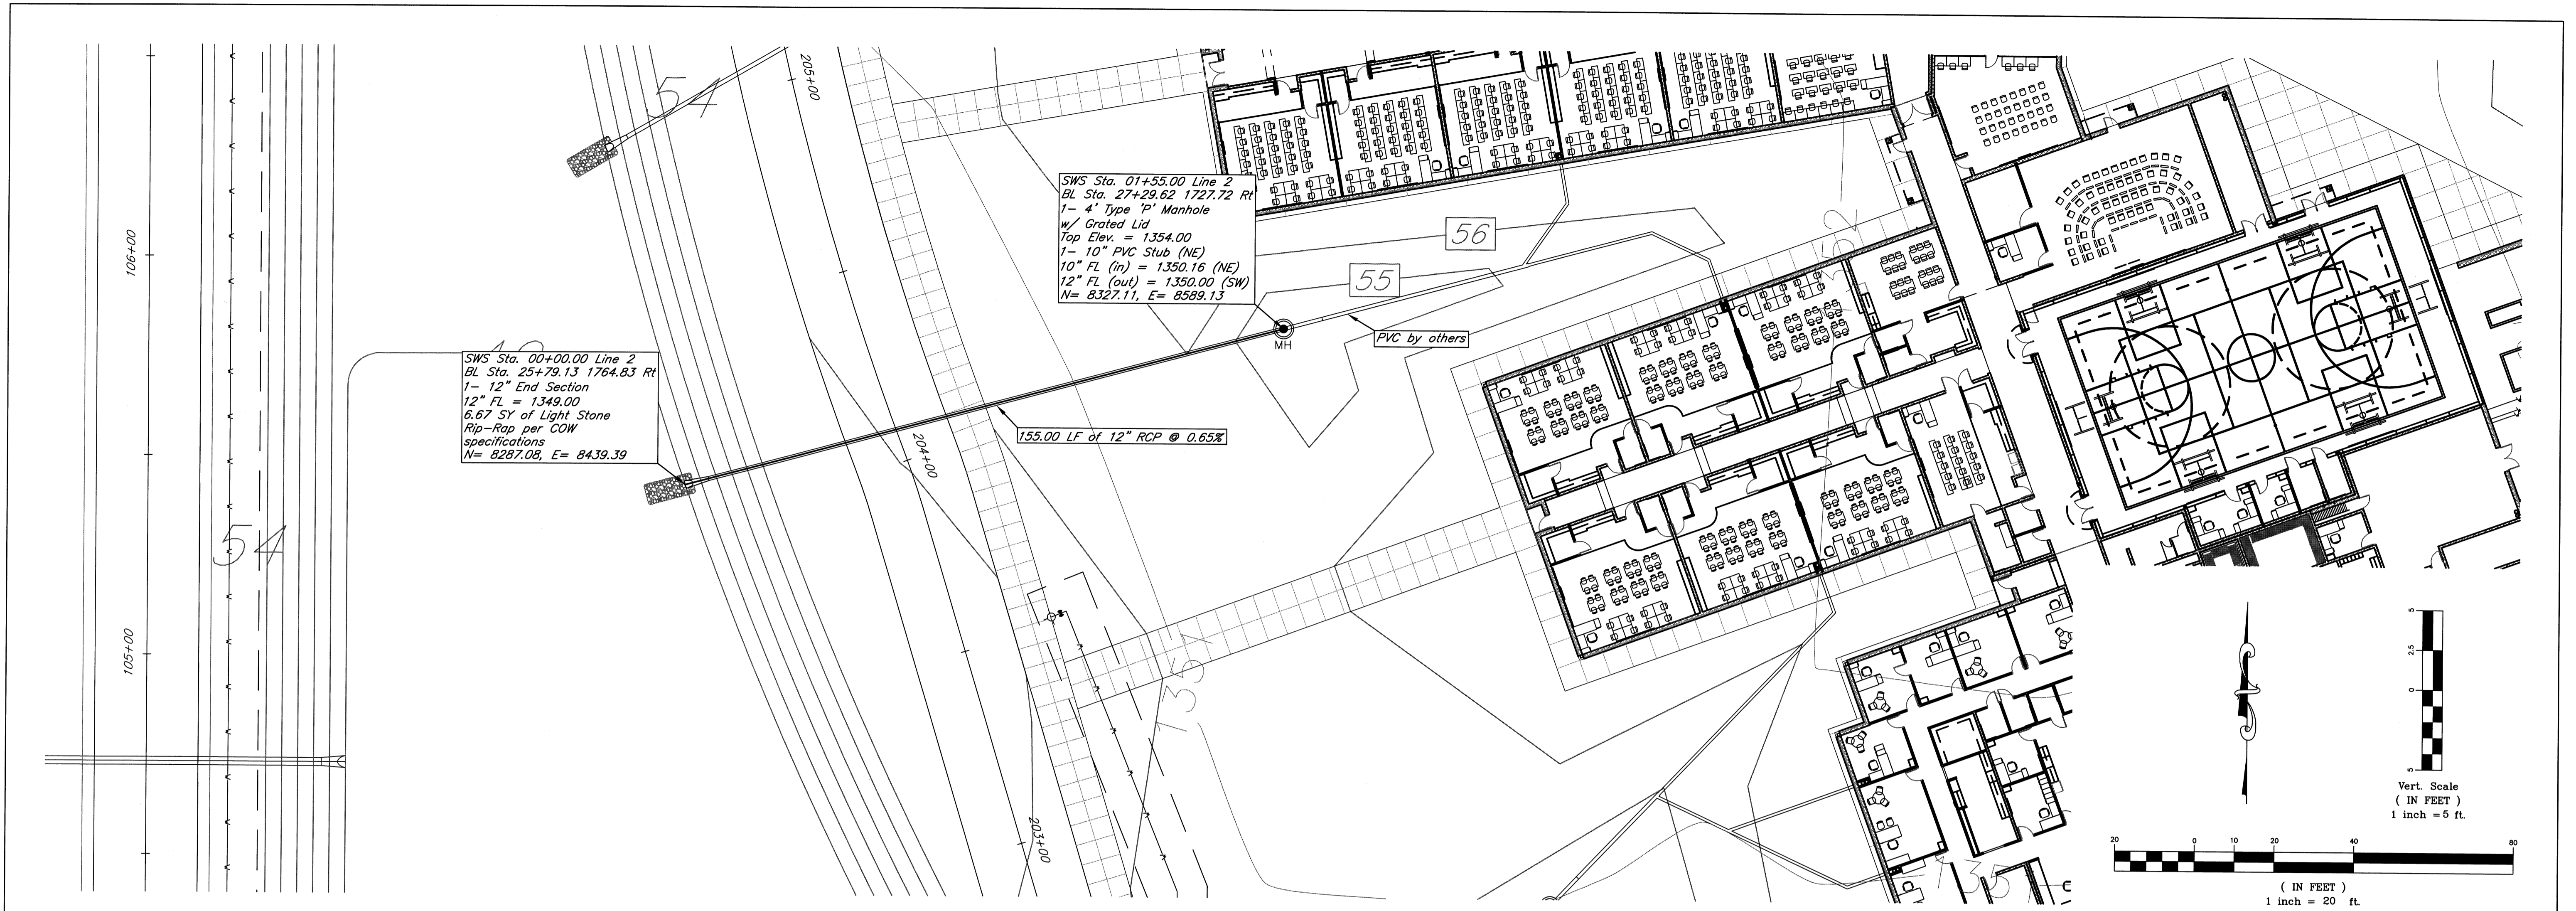 205+00
54
106+00
SWS Sta. 01+55.00 Line 2
BL Sta. 27+29.62 1727.72 Rt
1- 4' Type 'P' Manhole
w/ Grated Lid
Top Elev. = 1354.00
1- 10" PVC Stub (NE)
10" FL (in) = 1350.16 (NE)
12" FL (out) = 1350.00 (SW)
N= 8327.11, E= 8589.13
56
55
52
MH
PVC by others
SWS Sta. 00+00.00 Line 2
BL Sta. 25+79.13 1764.83 Rt
1- 12" End Section
12" FL = 1349.00
6.67 SY of Light Stone
Rip-Rap per COW
specifications
N= 8287.08, E= 8439.39
155.00 LF of 12" RCP @ 0.65%
204+00
54
105+00
203+00
5
2.5
0
5
Vert. Scale
( IN FEET )
1 inch = 5 ft.
20 0 10 20 40 80
( IN FEET )
1 inch = 20 ft.